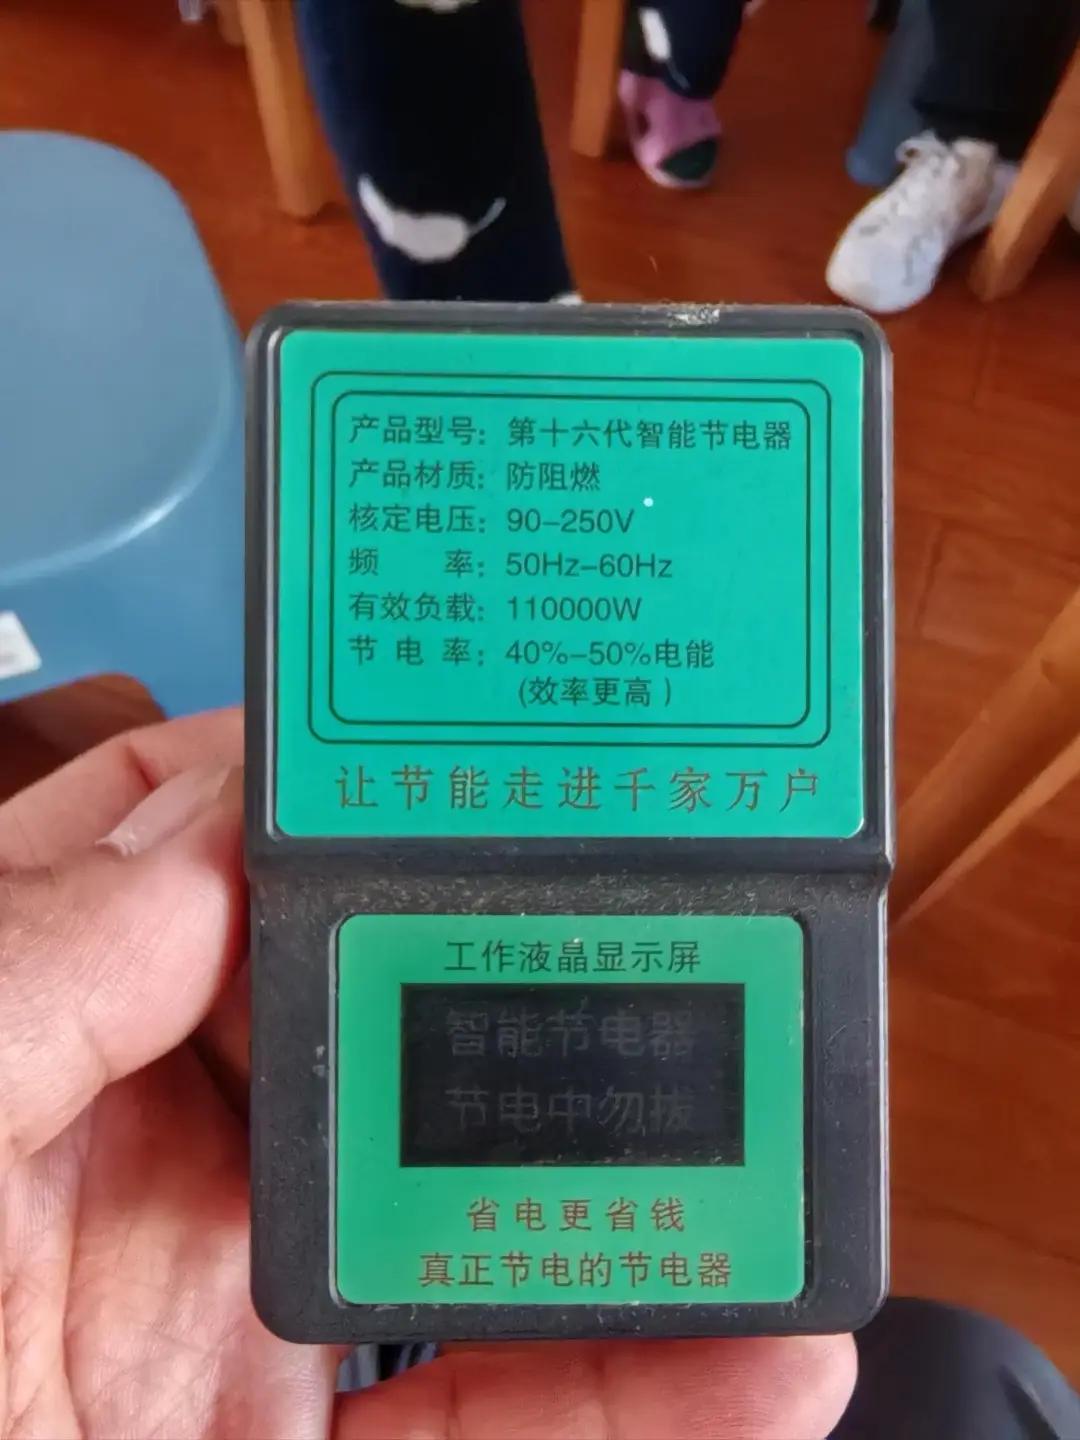 产品型号：第十六代智能节电器
产品材质：防阻燃
核定电压：90-250V
频 率：50Hz-60Hz
有效负载：110000W
节 电 率：40%-50%电能
(效率更高）
让节能走进千家万户
工作液晶显示屏
智能节电器
节电中勿拔
省电更省钱
真正节电的节电器